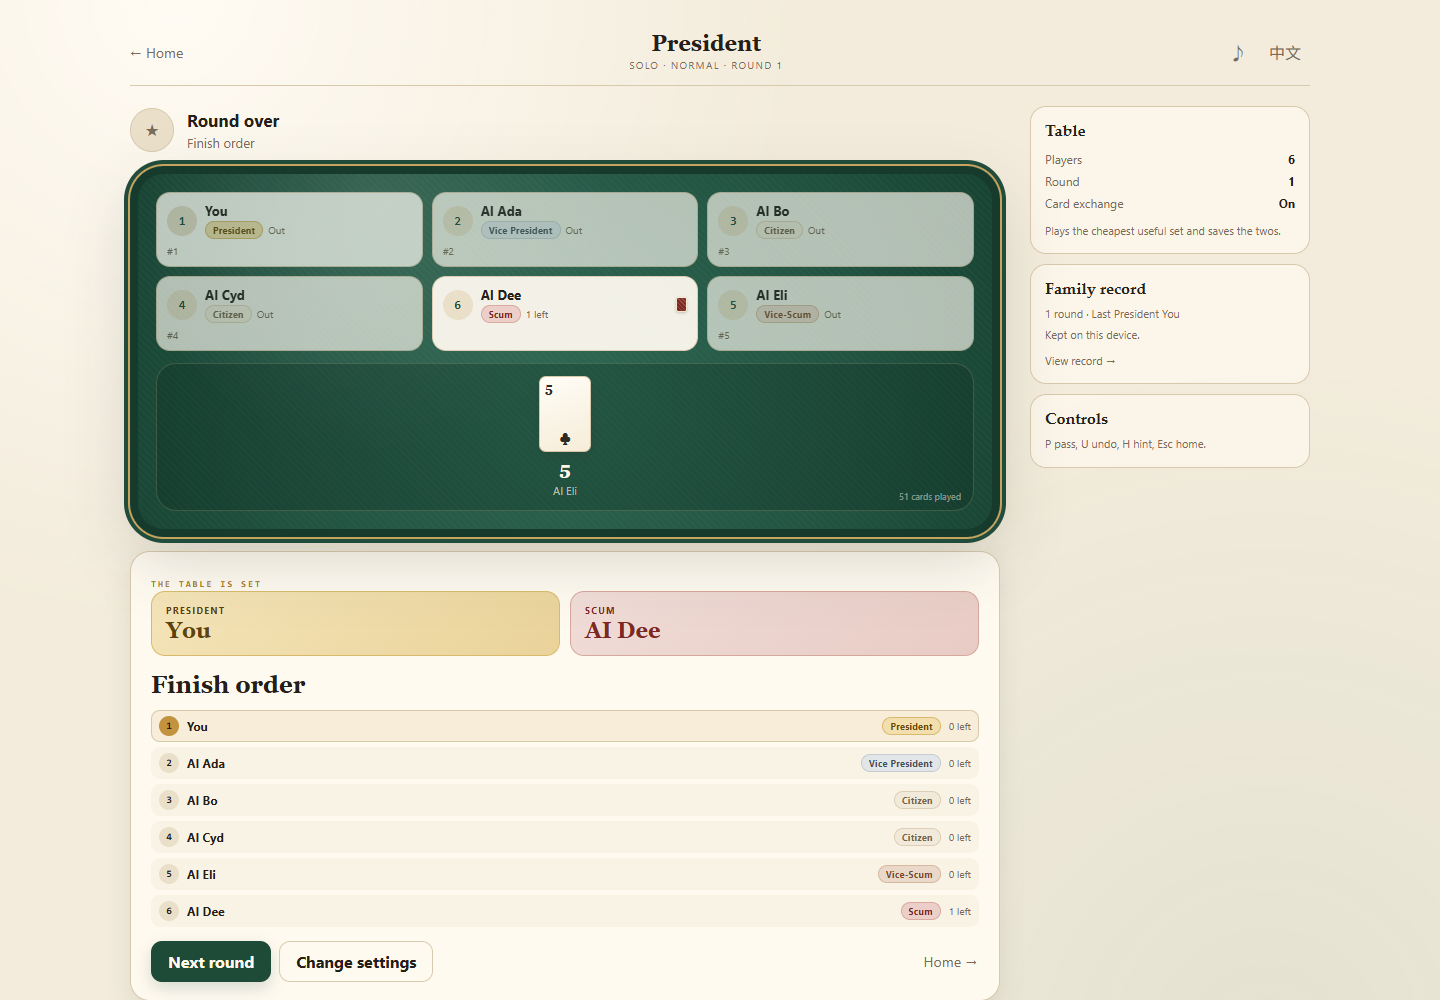 ← Home
President
SOLO · NORMAL · ROUND 1
♪
中文
★
Round over
Finish order
1
You
President
Out
#1
2
AI Ada
Vice President
Out
#2
3
AI Bo
Citizen
Out
#3
4
AI Cyd
Citizen
Out
#4
6
AI Dee
Scum
1 left
5
AI Eli
Vice-Scum
Out
#5
5
♣
5
AI Eli
51 cards played
THE TABLE IS SET
PRESIDENT
You
SCUM
AI Dee
Finish order
1 You President 0 left
2 AI Ada Vice President 0 left
3 AI Bo Citizen 0 left
4 AI Cyd Citizen 0 left
5 AI Eli Vice-Scum 0 left
6 AI Dee Scum 1 left
Next round
Change settings
Home →
Table
Players 6
Round 1
Card exchange On
Plays the cheapest useful set and saves the twos.
Family record
1 round · Last President You
Kept on this device.
View record →
Controls
P pass, U undo, H hint, Esc home.